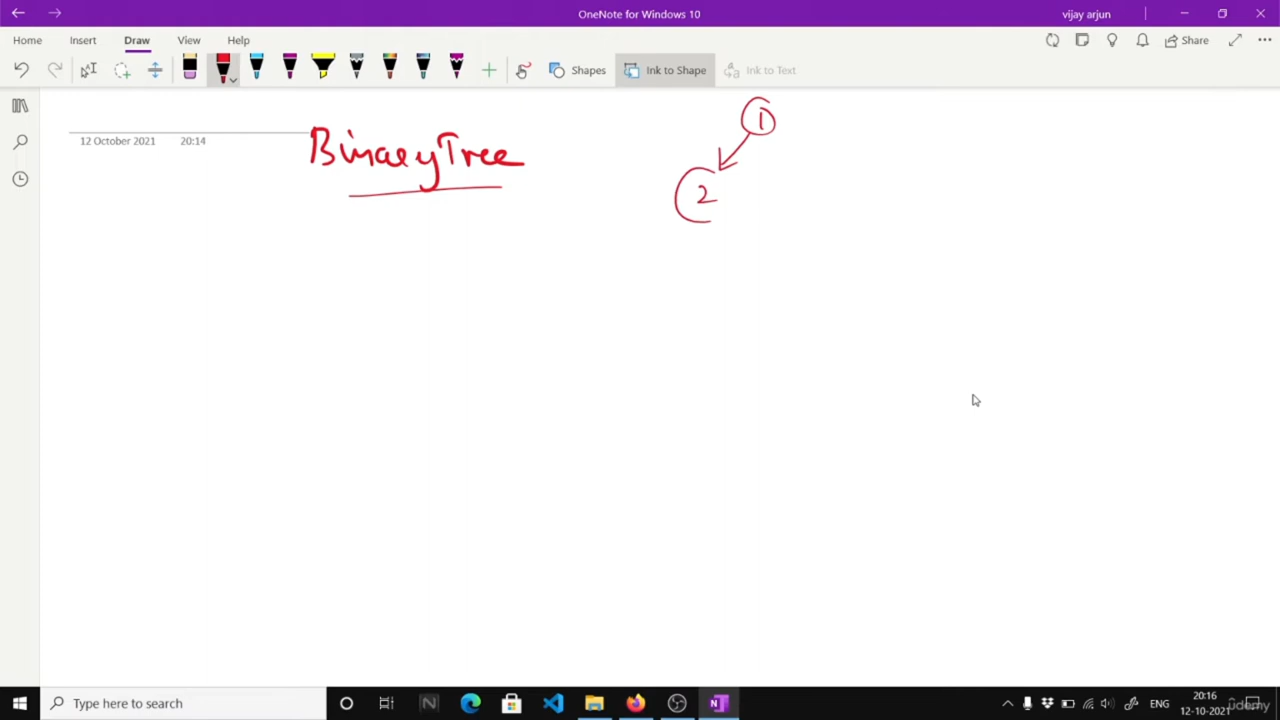 OneNote for Windows 10
vijay arjun
Home Insert Draw View Help
Share
Shapes
Ink to Shape
Ink to Text
12 October 2021 20:14
BinaryTree
1
2
Type here to search
ENG
20:16
12-10-2021
ûdemy